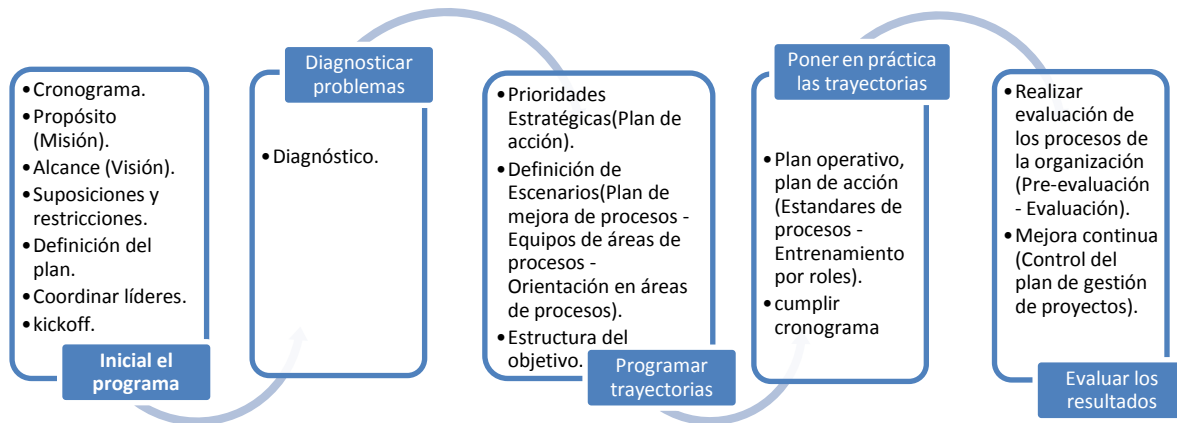 •Cronograma.
•Propósito
(Misión).
•Alcance (Visión).
•Suposiciones y
restricciones.
•Definición del
plan.
•Coordinar líderes.
•kickoff.
Inicial el
programa
Diagnosticar
problemas
•Diagnóstico.
•Prioridades
Estratégicas(Plan de
acción).
•Definición de
Escenarios(Plan de
mejora de procesos -
Equipos de áreas de
procesos -
Orientación en áreas
de procesos).
•Estructura del
objetivo.
Programar
trayectorias
Poner en práctica
las trayectorias
•Plan operativo,
plan de acción
(Estandares de
procesos -
Entrenamiento
por roles).
•cumplir
cronograma
•Realizar
evaluación de
los procesos de
la organización
(Pre-evaluación
- Evaluación).
•Mejora continua
(Control del
plan de gestión
de proyectos).
Evaluar los
resultados